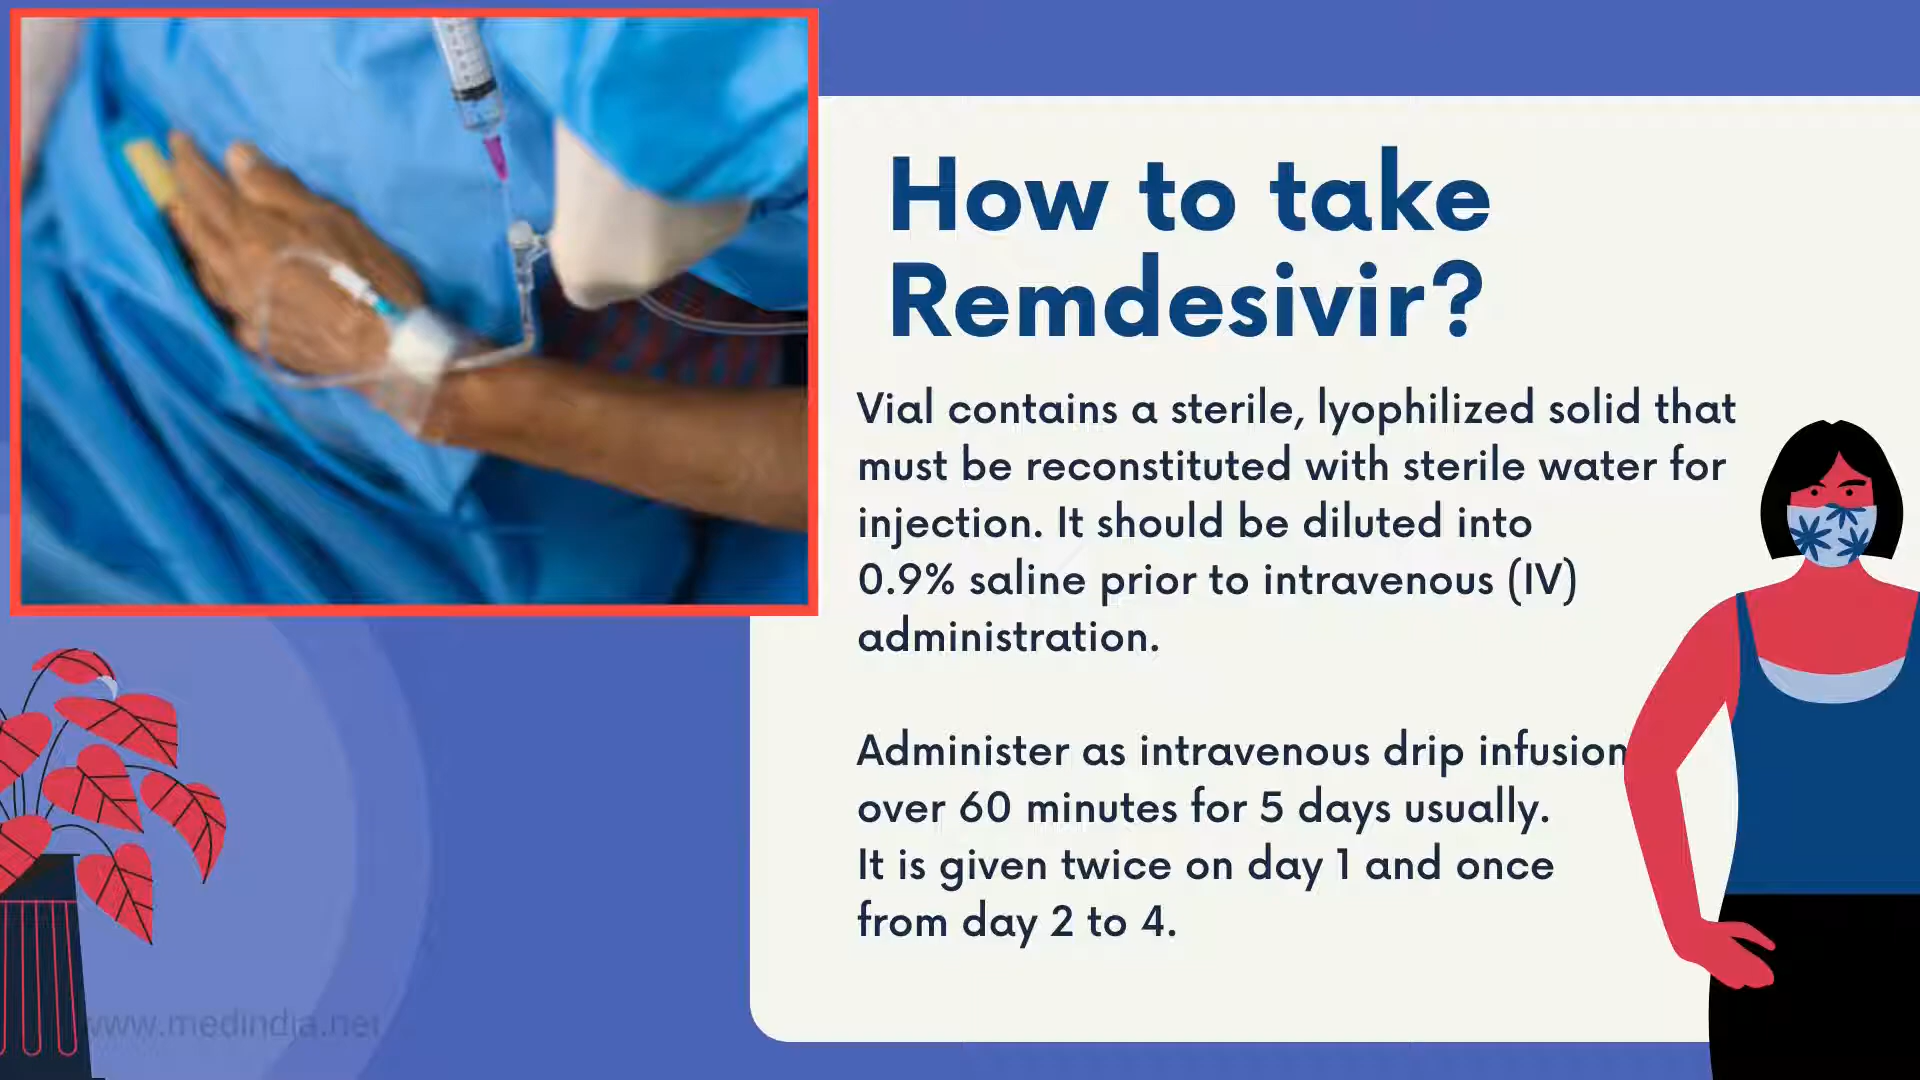 How to take
Remdesivir?
Vial contains a sterile, lyophilized solid that
must be reconstituted with sterile water for
injection. It should be diluted into
0.9% saline prior to intravenous (IV)
administration.
Administer as intravenous drip infusion
over 60 minutes for 5 days usually.
It is given twice on day 1 and once
from day 2 to 4.
www.medindia.net